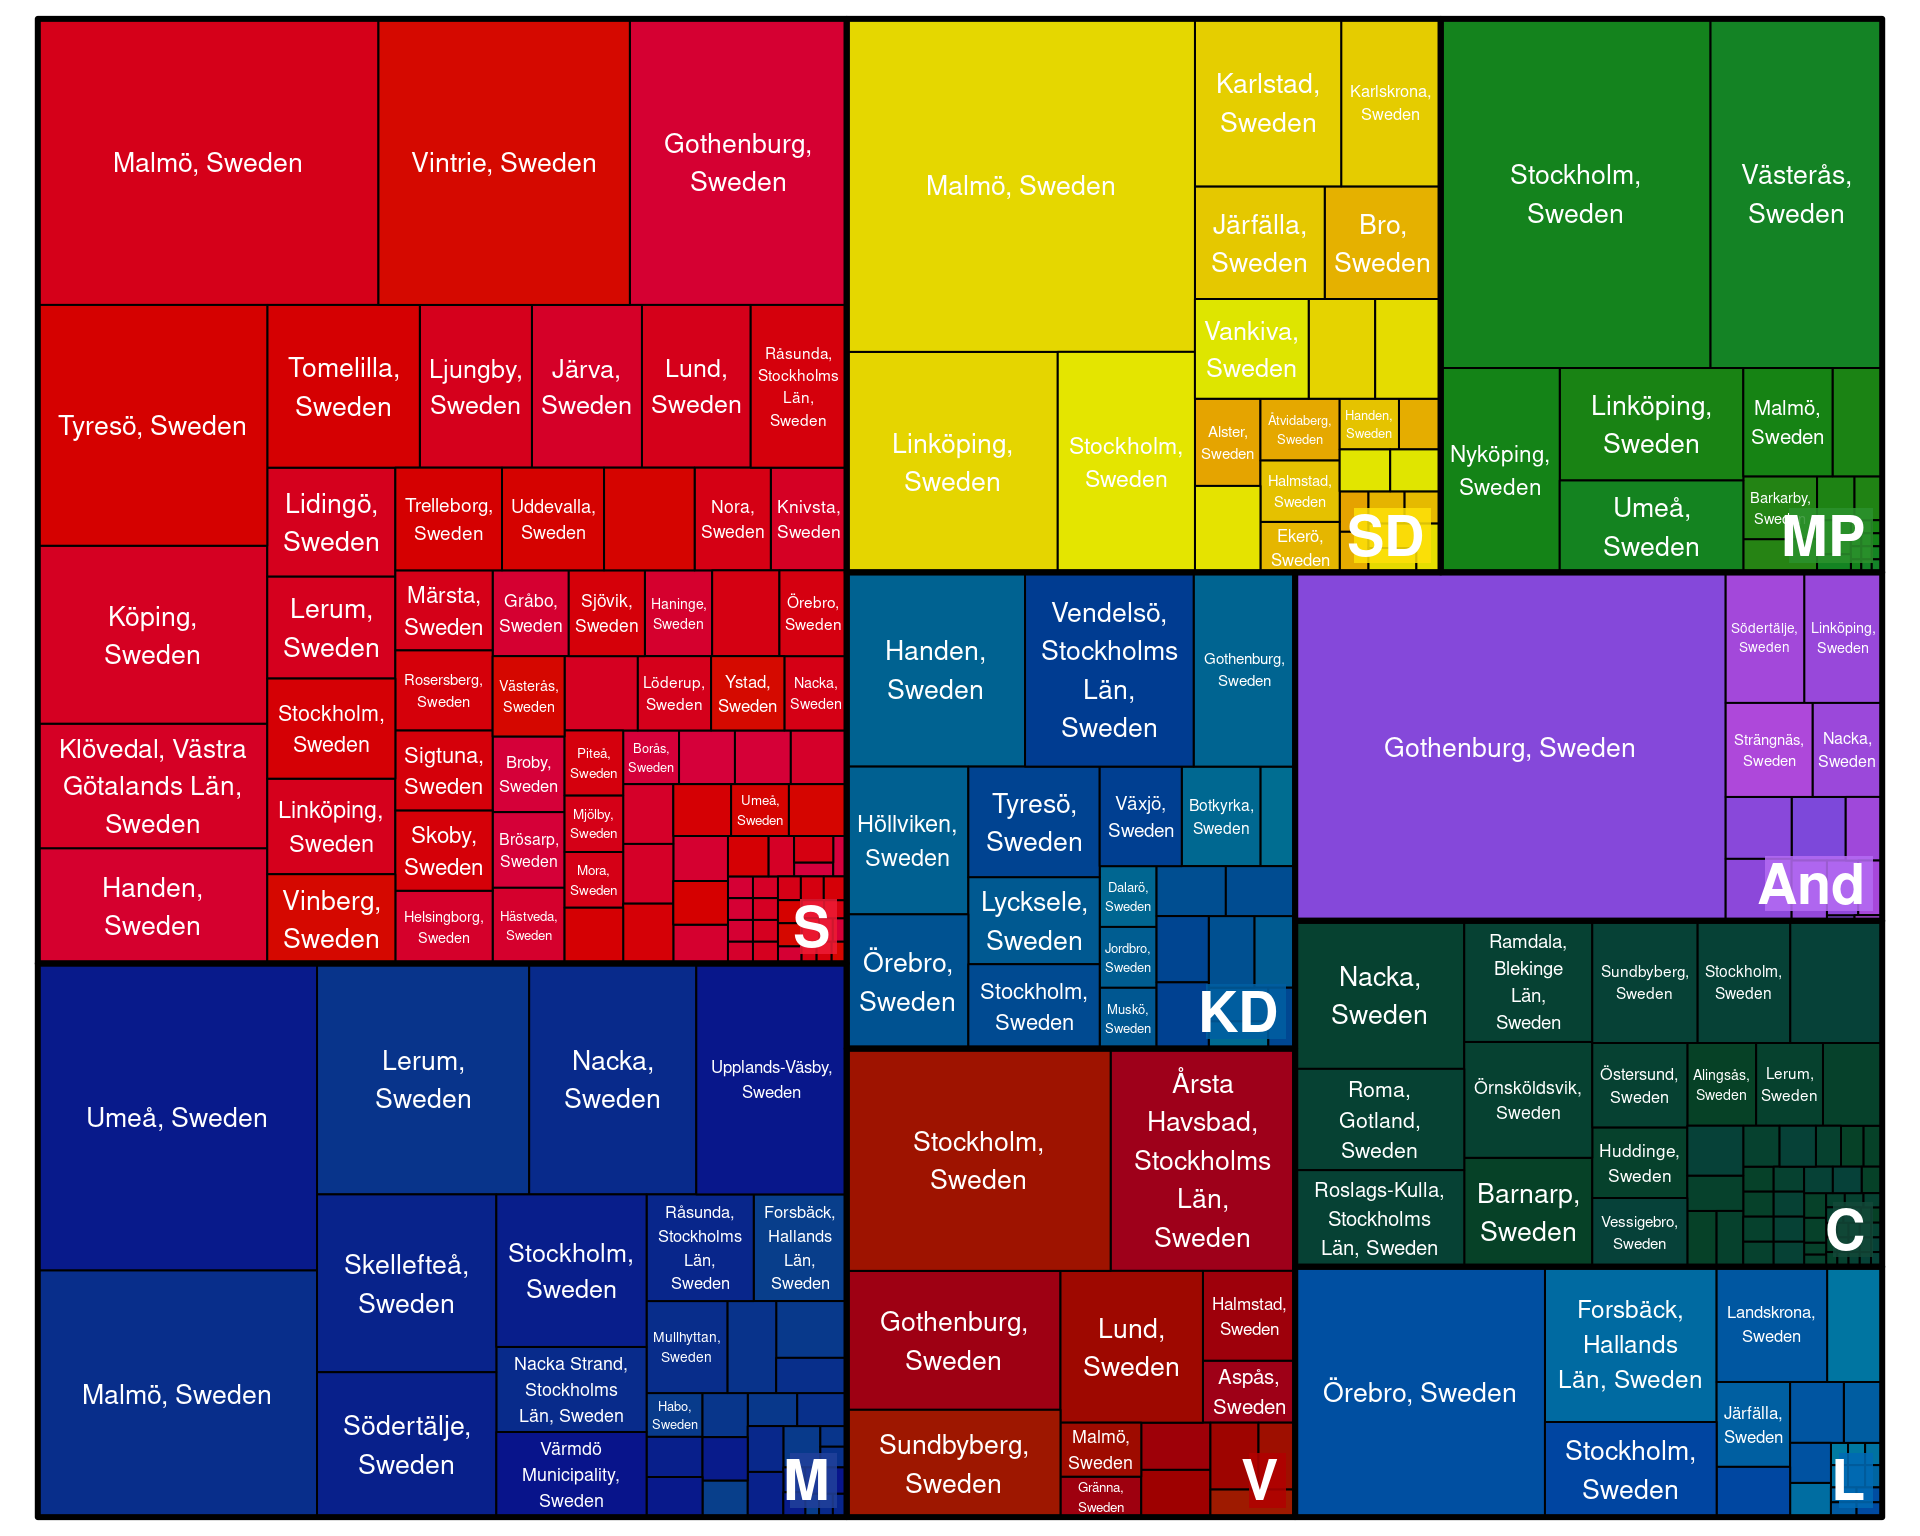 Malmö, Sweden
Vintrie, Sweden
Gothenburg,
Sweden
Tyresö, Sweden
Tomelilla,
Sweden
Ljungby,
Sweden
Järva,
Sweden
Lund,
Sweden
Råsunda,
Stockholms
Län,
Sweden
Lidingö,
Sweden
Trelleborg,
Sweden
Uddevalla,
Sweden
Nora,
Sweden
Knivsta,
Sweden
Köping,
Sweden
Lerum,
Sweden
Märsta,
Sweden
Gråbo,
Sweden
Sjövik,
Sweden
Haninge,
Sweden
Örebro,
Sweden
Stockholm,
Sweden
Rosersberg,
Sweden
Västerås,
Sweden
Löderup,
Sweden
Ystad,
Sweden
Nacka,
Sweden
Klövedal, Västra
Götalands Län,
Sweden
Linköping,
Sweden
Sigtuna,
Sweden
Broby,
Sweden
Piteå,
Sweden
Borås,
Sweden
Umeå,
Sweden
Skoby,
Sweden
Brösarp,
Sweden
Mjölby,
Sweden
Mora,
Sweden
Handen,
Sweden
Vinberg,
Sweden
Helsingborg,
Sweden
Hästveda,
Sweden
S
Malmö, Sweden
Karlstad,
Sweden
Karlskrona,
Sweden
Järfälla,
Sweden
Bro,
Sweden
Vankiva,
Sweden
Linköping,
Sweden
Stockholm,
Sweden
Alster,
Sweden
Åtvidaberg,
Sweden
Handen,
Sweden
Halmstad,
Sweden
Ekerö,
Sweden
SD
Stockholm,
Sweden
Västerås,
Sweden
Nyköping,
Sweden
Linköping,
Sweden
Malmö,
Sweden
Umeå,
Sweden
Barkarby,
Sweden
MP
Handen,
Sweden
Vendelsö,
Stockholms
Län,
Sweden
Gothenburg,
Sweden
Höllviken,
Sweden
Tyresö,
Sweden
Växjö,
Sweden
Botkyrka,
Sweden
Lycksele,
Sweden
Dalarö,
Sweden
Jordbro,
Sweden
Örebro,
Sweden
Stockholm,
Sweden
Muskö,
Sweden
KD
Gothenburg, Sweden
Södertälje,
Sweden
Linköping,
Sweden
Strängnäs,
Sweden
Nacka,
Sweden
And
Nacka,
Sweden
Ramdala,
Blekinge
Län,
Sweden
Sundbyberg,
Sweden
Stockholm,
Sweden
Roma,
Gotland,
Sweden
Örnsköldsvik,
Sweden
Östersund,
Sweden
Alingsås,
Sweden
Lerum,
Sweden
Huddinge,
Sweden
Roslags-Kulla,
Stockholms
Län, Sweden
Barnarp,
Sweden
Vessigebro,
Sweden
C
Umeå, Sweden
Lerum,
Sweden
Nacka,
Sweden
Upplands-Väsby,
Sweden
Skellefteå,
Sweden
Stockholm,
Sweden
Råsunda,
Stockholms
Län,
Sweden
Forsbäck,
Hallands
Län,
Sweden
Malmö, Sweden
Mullhyttan,
Sweden
Nacka Strand,
Stockholms
Län, Sweden
Habo,
Sweden
Södertälje,
Sweden
Värmdö
Municipality,
Sweden
M
Stockholm,
Sweden
Årsta
Havsbad,
Stockholms
Län,
Sweden
Gothenburg,
Sweden
Lund,
Sweden
Halmstad,
Sweden
Aspås,
Sweden
Sundbyberg,
Sweden
Malmö,
Sweden
Gränna,
Sweden
V
Örebro, Sweden
Forsbäck,
Hallands
Län, Sweden
Landskrona,
Sweden
Järfälla,
Sweden
Stockholm,
Sweden
L